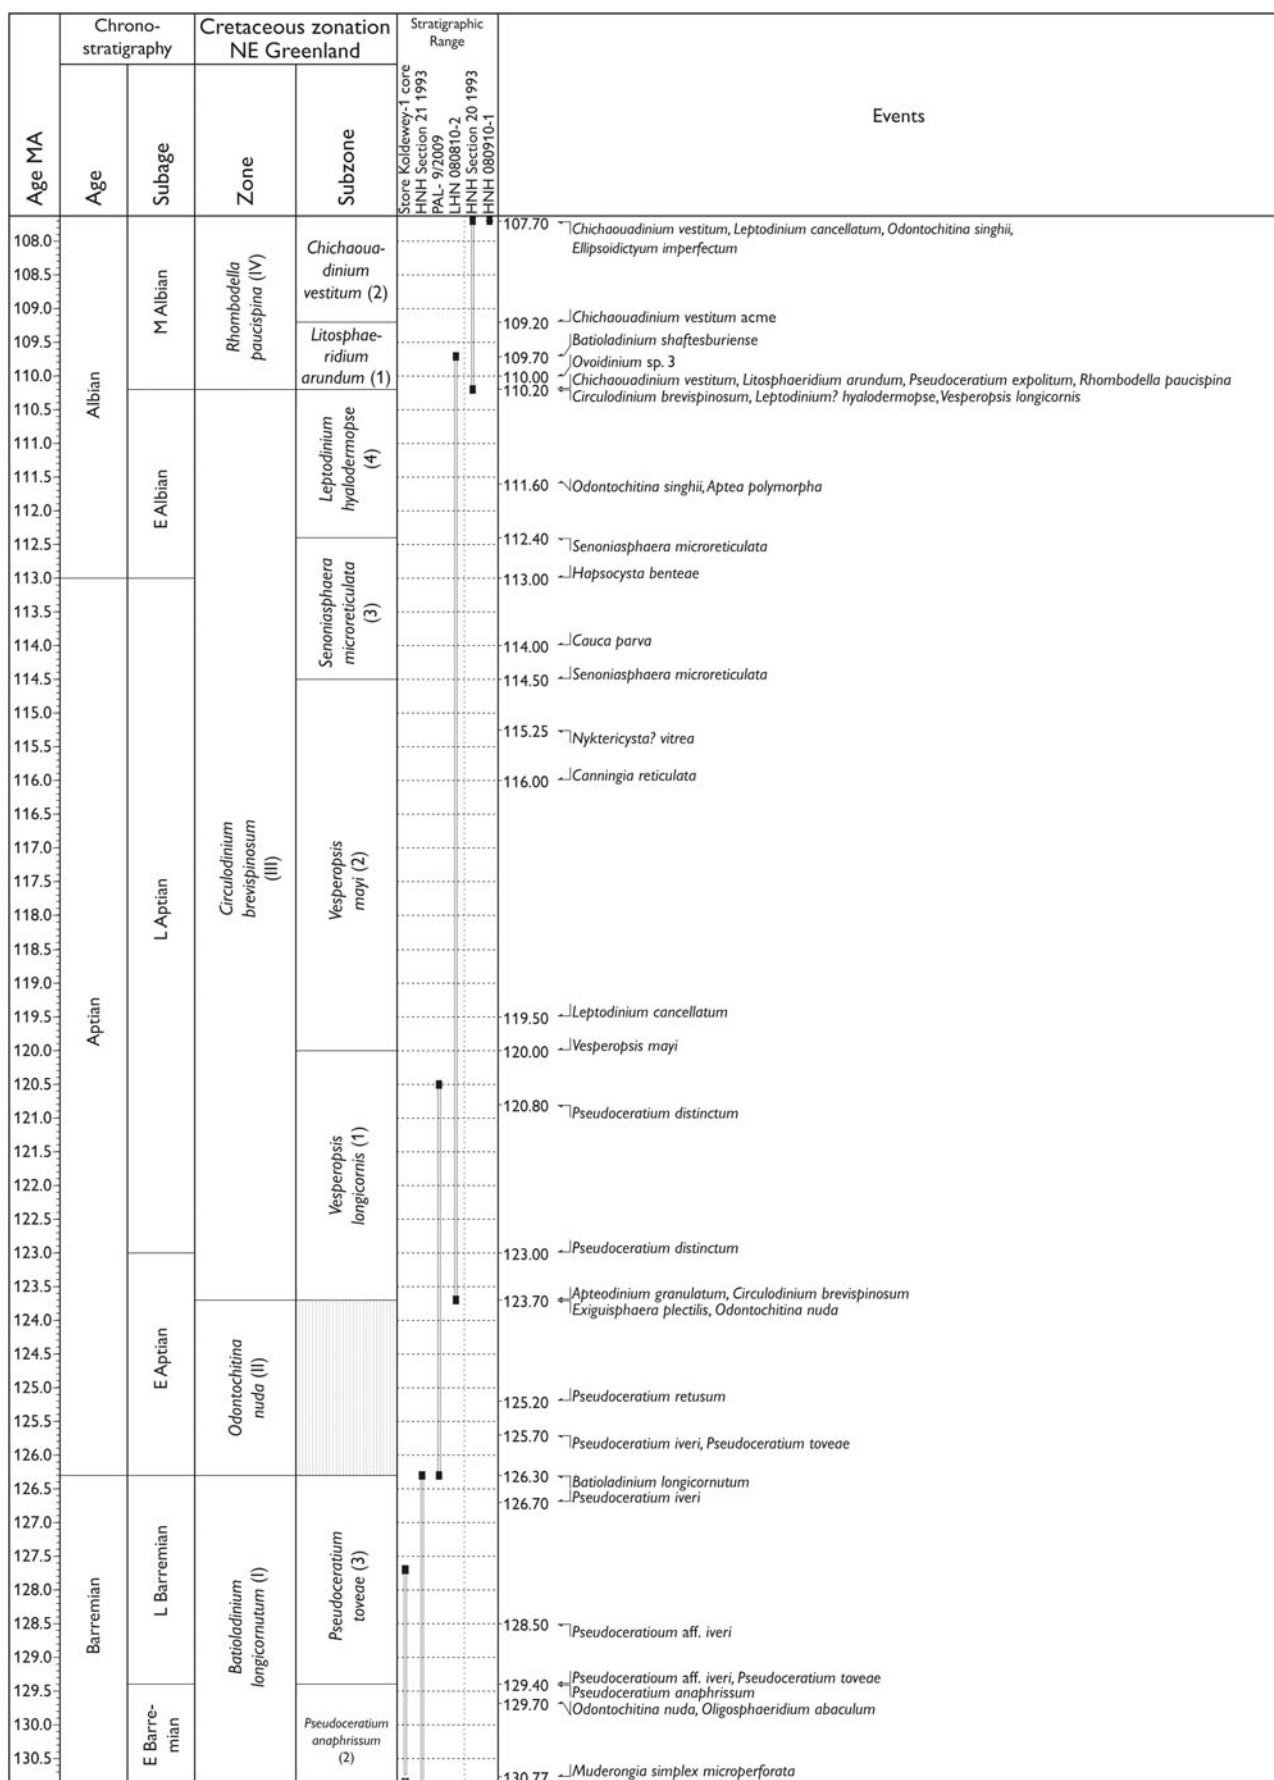 Chrono-
stratigraphy
Cretaceous zonation
NE Greenland
Stratigraphic
Range
Events
Age MA
Age
Subage
Zone
Subzone
Store Koldewey-1 core
HNH Section 21 1993
PAL- 9/2009
LHN 080810-2
HNH Section 20 1993
HNH 080910-1
108.0
108.5
109.0
109.5
110.0
110.5
111.0
111.5
112.0
112.5
113.0
113.5
114.0
114.5
115.0
115.5
116.0
116.5
117.0
117.5
118.0
118.5
119.0
119.5
120.0
120.5
121.0
121.5
122.0
122.5
123.0
123.5
124.0
124.5
125.0
125.5
126.0
126.5
127.0
127.5
128.0
128.5
129.0
129.5
130.0
130.5
Albian
Aptian
Barremian
M Albian
E Albian
L Aptian
E Aptian
L Barremian
E Barre-
mian
Rhombodella
paucispina (IV)
Circulodinium
brevispinosum
(III)
Odontochitina
nuda (II)
Batioladinium
longicornutum (I)
Chichaoua-
dinium
vestitum (2)
Litosphae-
ridium
arundum (1)
Leptodinium
hyalodermopse
(4)
Senoniasphaera
microreticulata
(3)
Vesperopsis
mayi (2)
Vesperopsis
longicornis (1)
Pseudoceratium
toveae (3)
Pseudoceratium
anaphrissum
(2)
107.70 Chichaouadinium vestitum, Leptodinium cancellatum, Odontochitina singhii,
Ellipsoidictyum imperfectum
109.20 Chichaouadinium vestitum acme
109.70 Batioladinium shaftesburiense
110.00 Ovoidinium sp. 3
110.20 Chichaouadinium vestitum, Litosphaeridium arundum, Pseudoceratium expolitum, Rhombodella paucispina
Circulodinium brevispinosum, Leptodinium? hyalodermopse, Vesperopsis longicornis
111.60 Odontochitina singhii, Aptea polymorpha
112.40 Senoniasphaera microreticulata
113.00 Hapsocysta benteae
114.00 Cauca parva
114.50 Senoniasphaera microreticulata
115.25 Nyktericysta? vitrea
116.00 Canningia reticulata
119.50 Leptodinium cancellatum
120.00 Vesperopsis mayi
120.80 Pseudoceratium distinctum
123.00 Pseudoceratium distinctum
123.70 Apteodinium granulatum, Circulodinium brevispinosum
Exiguisphaera plectilis, Odontochitina nuda
125.20 Pseudoceratium retusum
125.70 Pseudoceratium iveri, Pseudoceratium toveae
126.30 Batioladinium longicornutum
126.70 Pseudoceratium iveri
128.50 Pseudoceratioum aff. iveri
129.40 Pseudoceratioum aff. iveri, Pseudoceratium toveae
Pseudoceratium anaphrissum
129.70 Odontochitina nuda, Oligosphaeridium abaculum
130.77 Muderongia simplex microperforata